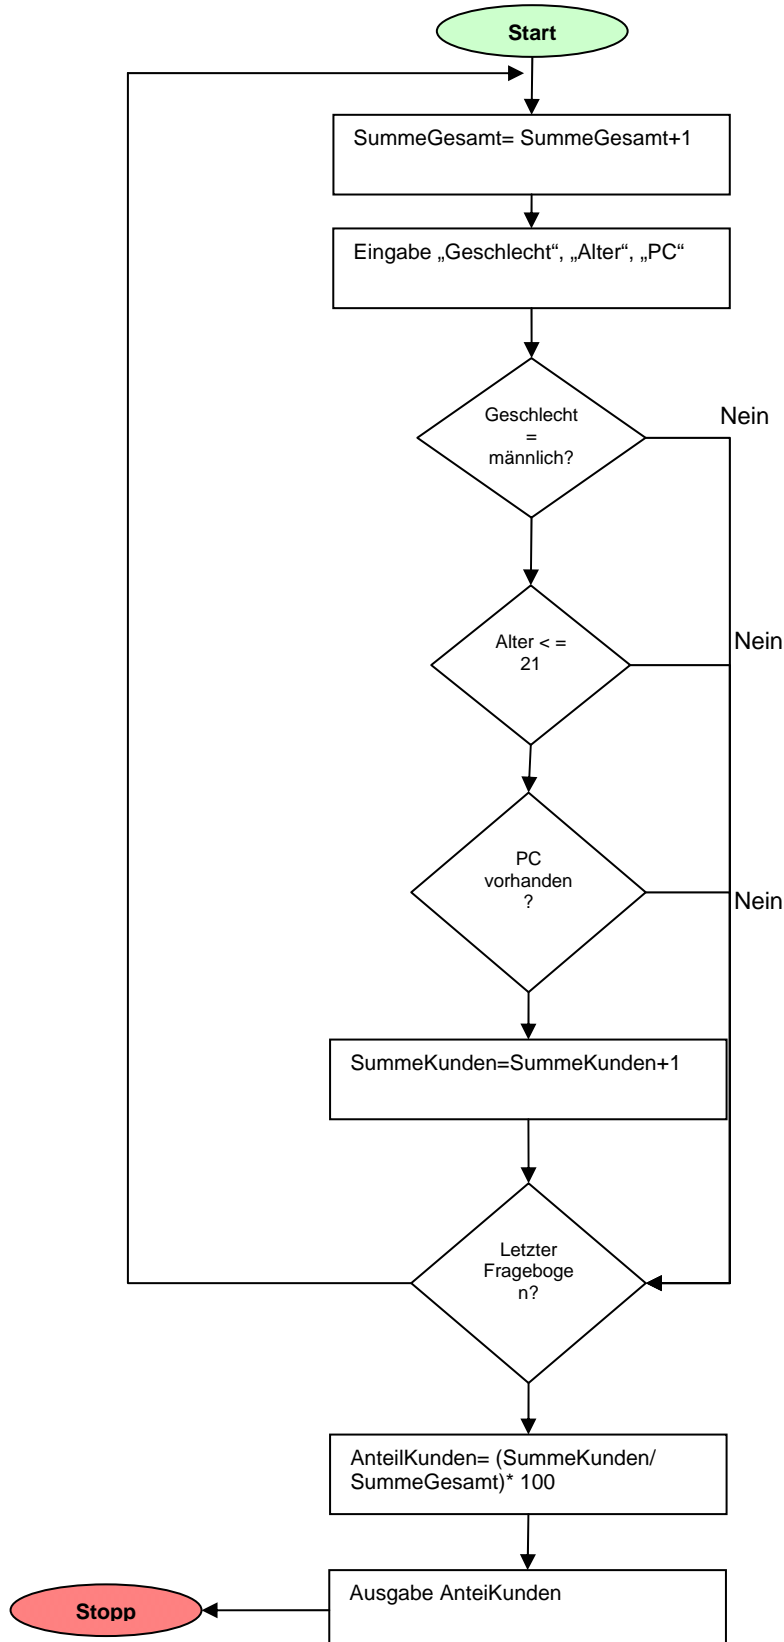 Start
SummeGesamt= SummeGesamt+1
Eingabe „Geschlecht“, „Alter“, „PC“
Geschlecht
=
männlich?
Nein
Alter < =
21
Nein
PC
vorhanden
?
Nein
SummeKunden=SummeKunden+1
Letzter
Frageboge
n?
AnteilKunden= (SummeKunden/
SummeGesamt)* 100
Ausgabe AnteiKunden
Stopp